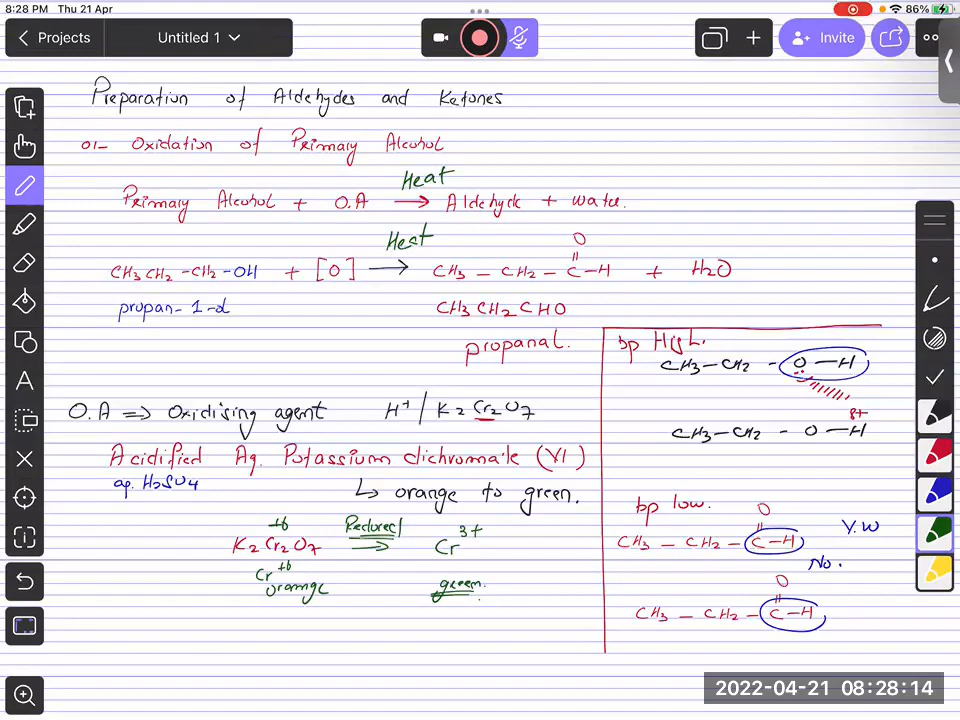 8:28 PM Thu 21 Apr
86%
Projects
Untitled 1
Invite
Preparation of Aldehydes and Ketones
01- Oxidation of Primary Alcohol
Heat
Primary Alcohol + O.A → Aldehyde + water.
Heat
O
CH3 CH2 - CH2 - OH + [O] → CH3 - CH2 - C - H + H2O
propan - 1 - ol
CH3 CH2 CHO
propanal.
O.A ⇒ Oxidising agent H+ / K2 Cr2 O7
Acidified Aq. Potassium dichromate (VI)
aq. H2SO4
↳ orange to green.
+6 Reduced 3+
K2 Cr2 O7 → Cr
Cr +6
orange
green.
bp High.
CH3 - CH2 - O - H
δ+
CH3 - CH2 - O - H
bp low.
O
V.W
CH3 - CH2 - C - H
No.
O
CH3 - CH2 - C - H
2022-04-21 08:28:14